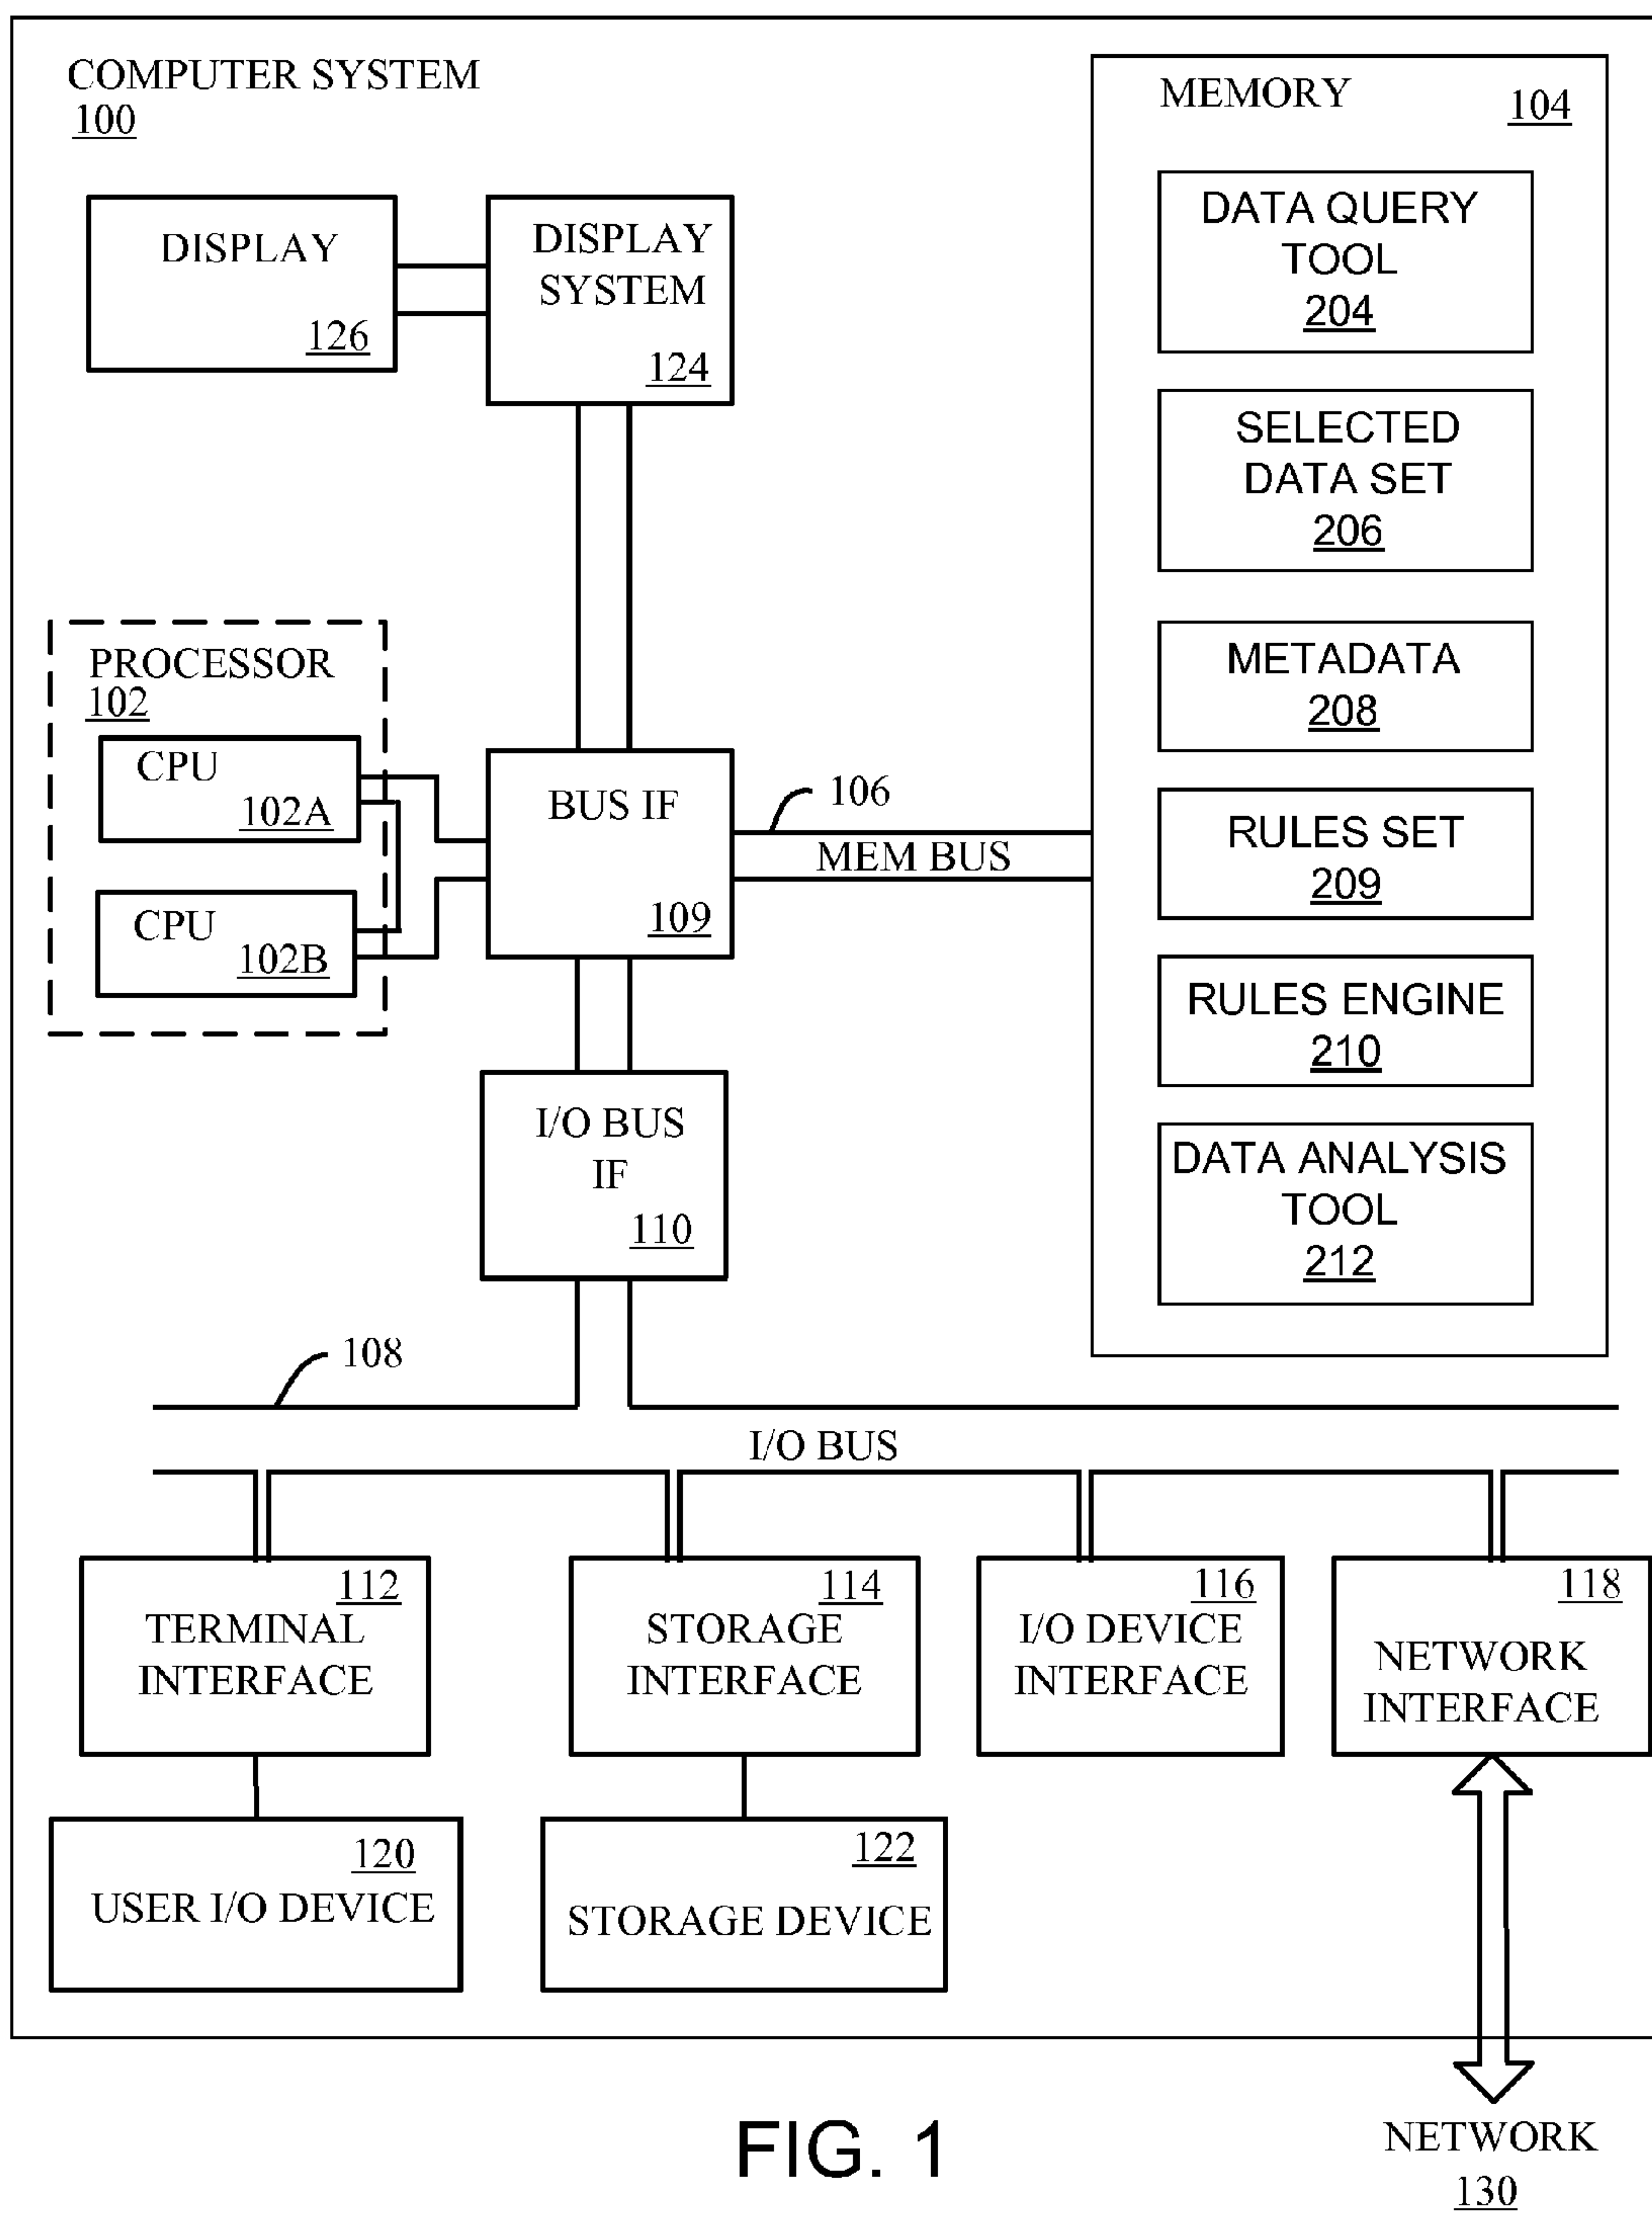 COMPUTER SYSTEM
100
MEMORY
104
DISPLAY
126
DISPLAY
SYSTEM
124
DATA QUERY
TOOL
204
SELECTED
DATA SET
206
METADATA
208
RULES SET
209
RULES ENGINE
210
DATA ANALYSIS
TOOL
212
PROCESSOR
102
CPU
102A
CPU
102B
BUS IF
109
106
MEM BUS
I/O BUS
IF
110
108
I/O BUS
112
TERMINAL
INTERFACE
114
STORAGE
INTERFACE
116
I/O DEVICE
INTERFACE
118
NETWORK
INTERFACE
120
USER I/O DEVICE
122
STORAGE DEVICE
FIG. 1
NETWORK
130